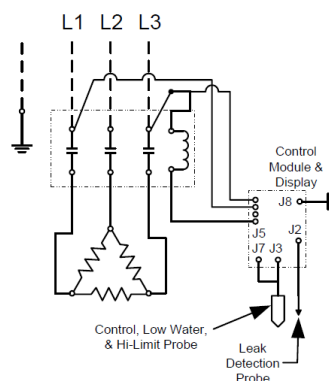 L1 L2 L3
Control
Module &
Display
J8
J5
J2
J7 J3
Control, Low Water,
& Hi-Limit Probe
Leak
Detection
Probe